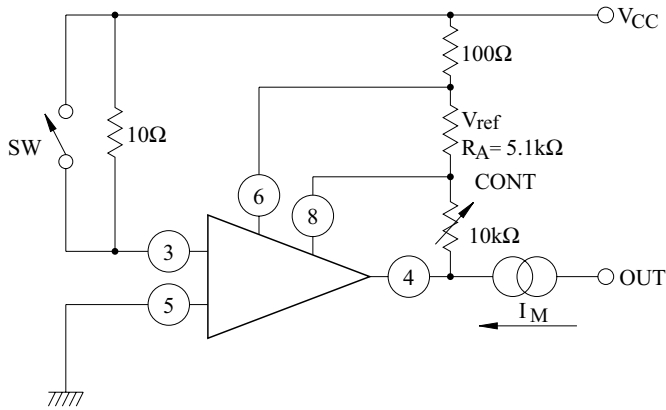 VCC
100Ω
10Ω
Vref
RA= 5.1kΩ
SW
CONT
6
8
10kΩ
3
4
OUT
5
IM